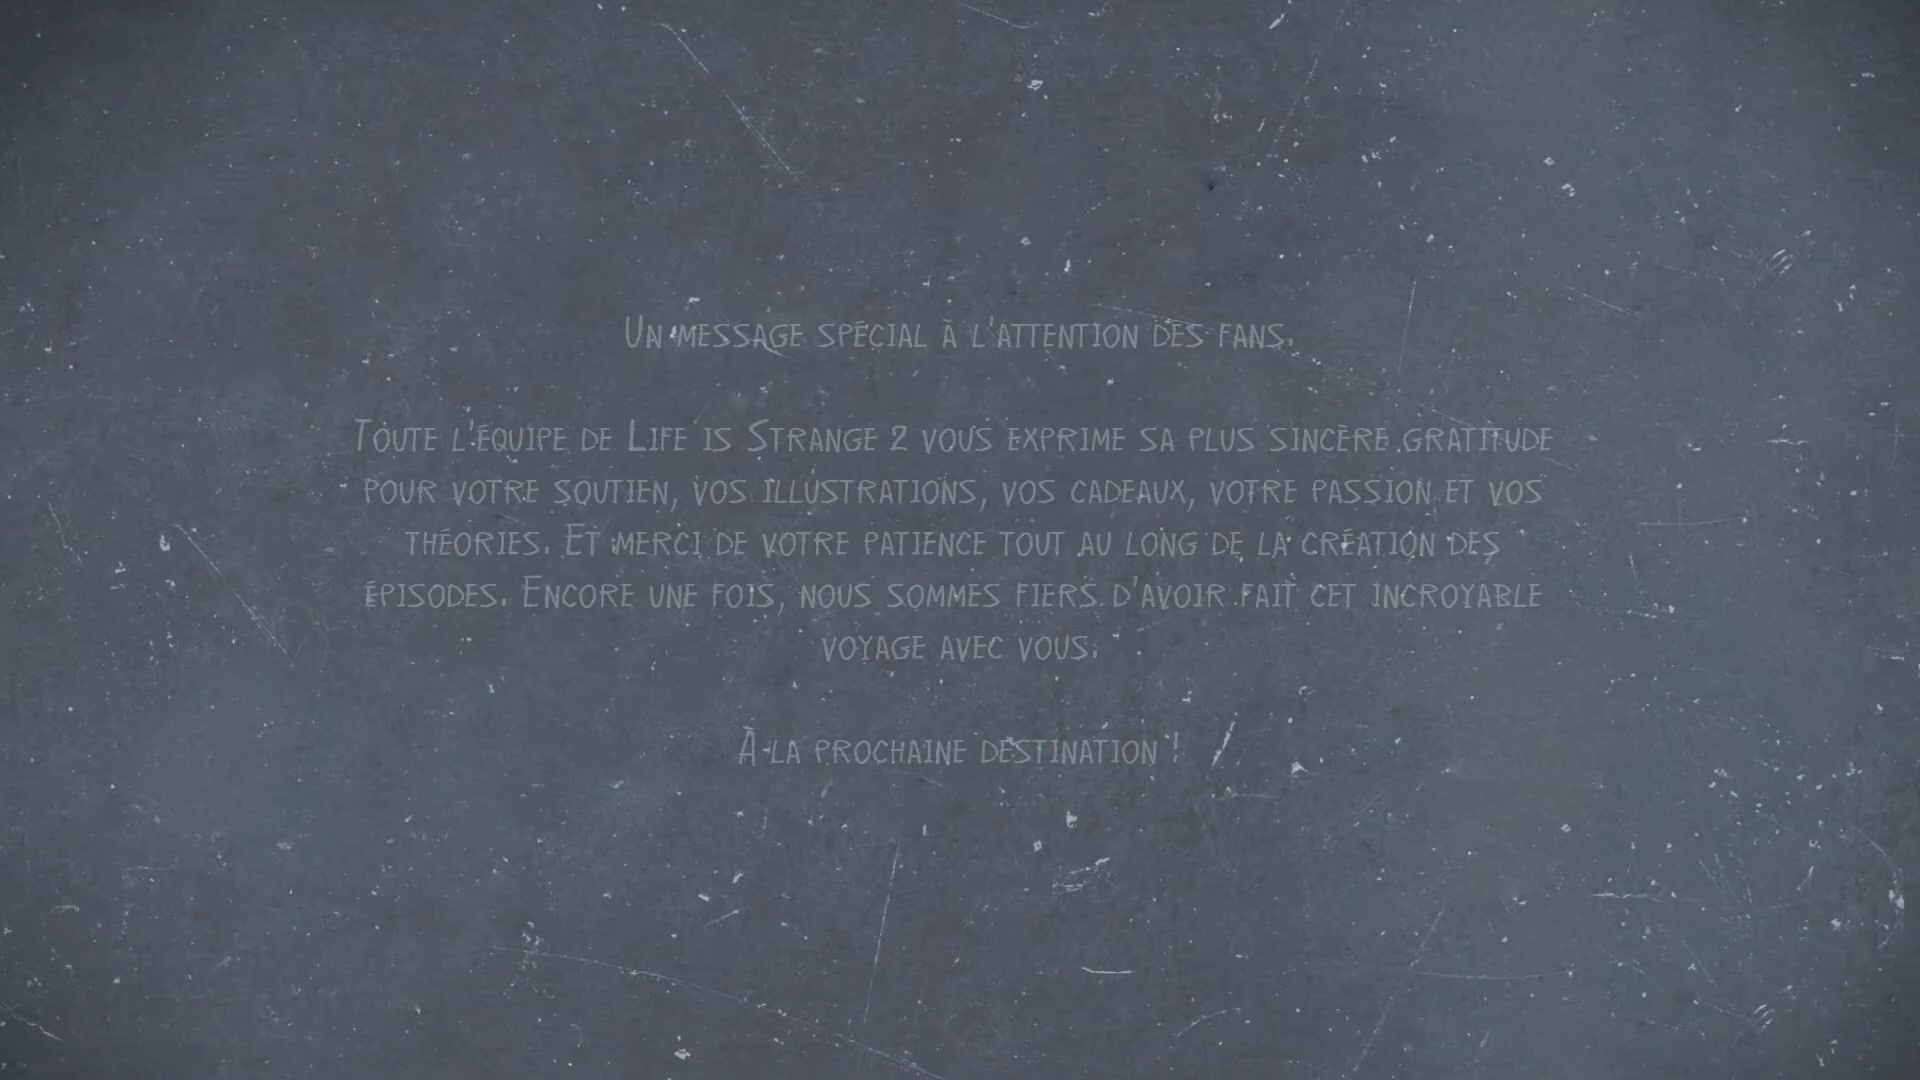 Un message spécial à l'attention des fans.
Toute l'équipe de Life is Strange 2 vous exprime sa plus sincère gratitude
pour votre soutien, vos illustrations, vos cadeaux, votre passion et vos
théories. Et merci de votre patience tout au long de la création des
épisodes. Encore une fois, nous sommes fiers d'avoir fait cet incroyable
voyage avec vous.
À la prochaine destination !